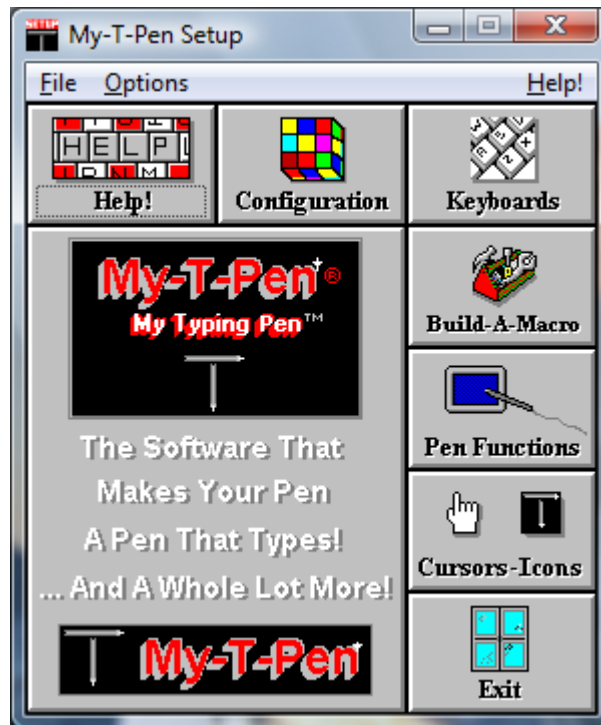 My-T-Pen Setup
File Options Help!
HELP
Help!
Configuration
Keyboards
My-T-Pen®
My Typing Pen™
The Software That
Makes Your Pen
A Pen That Types!
... And A Whole Lot More!
My-T-Pen
Build-A-Macro
Pen Functions
Cursors-Icons
Exit